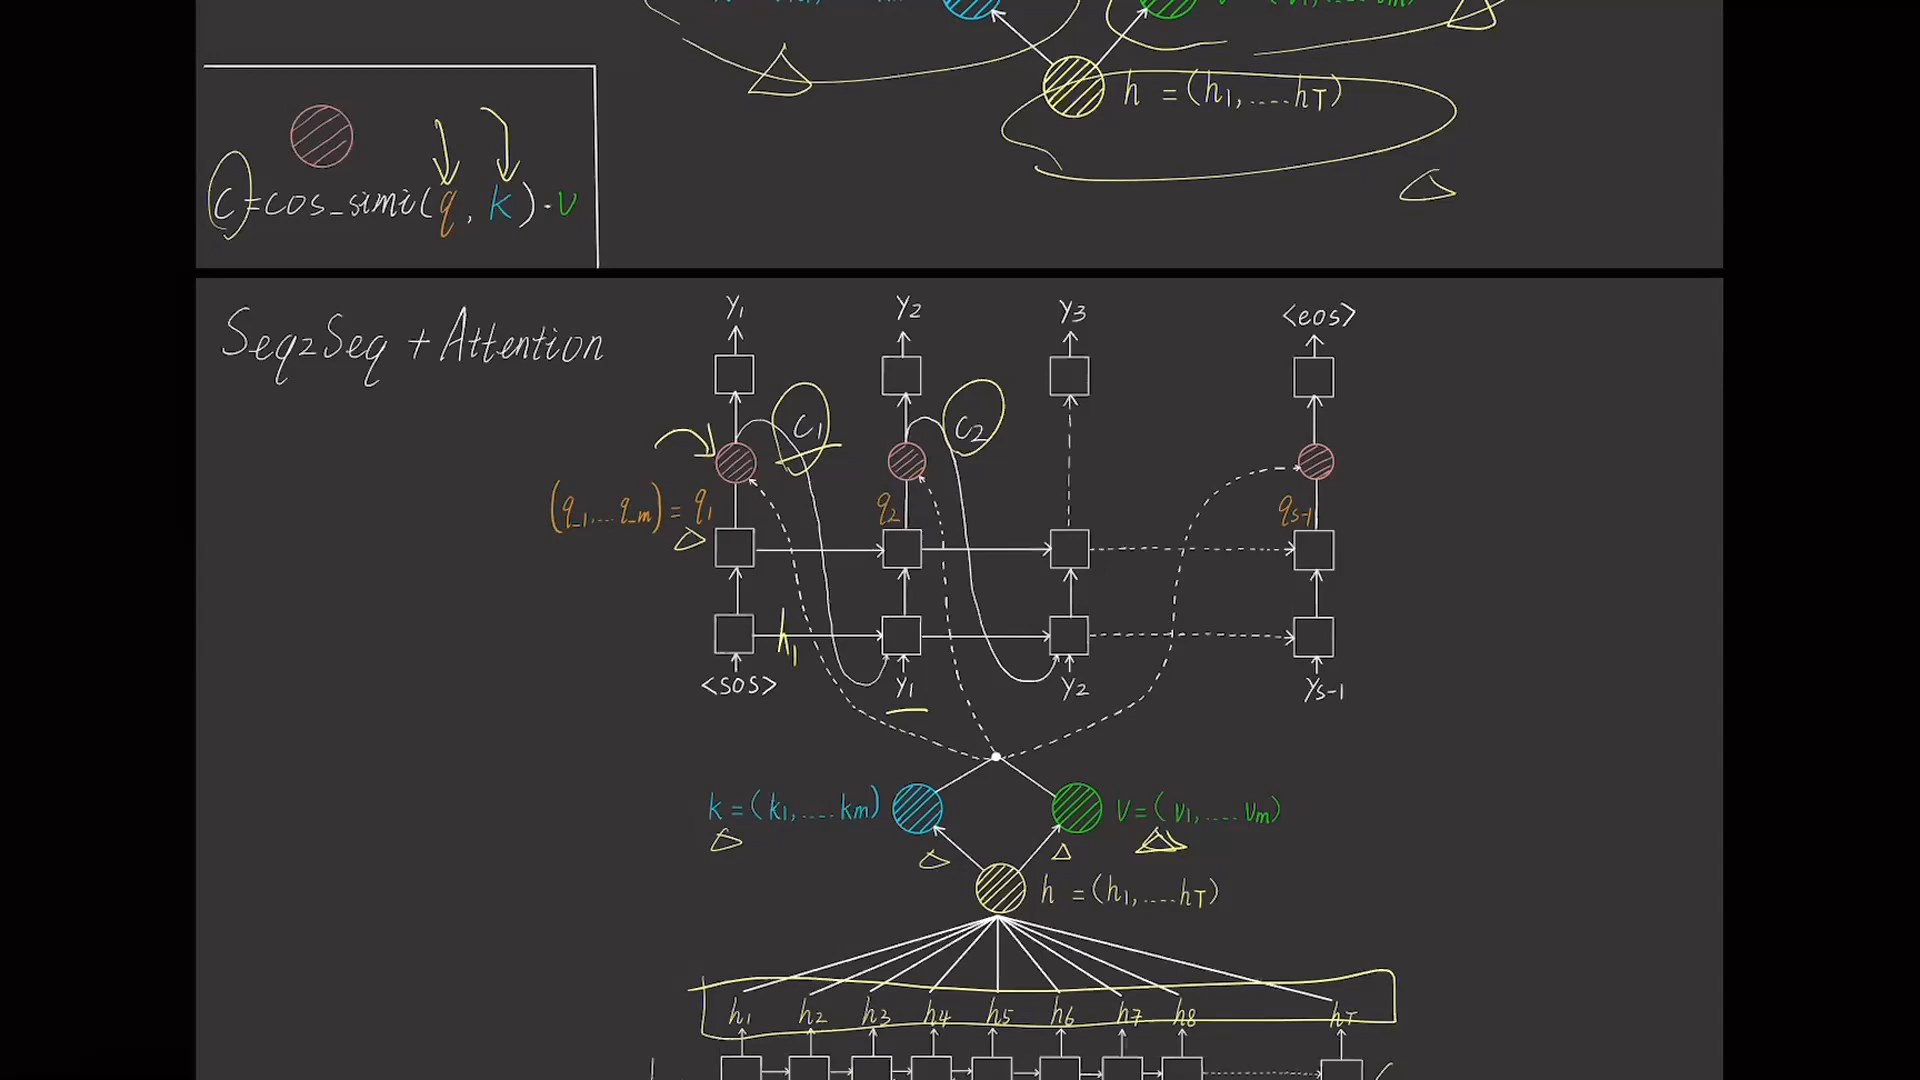 h = (h1,....hT)
C=cos_simi(q, k)·v
Seq2Seq + Attention
y1 y2 y3 <eos>
C1 C2
(q_1,...q_m) = q1 q2 qs-1
h1
<sos> y1 y2 ys-1
k = (k1,.....km) v=(v1,.....vm)
h = (h1,....hT)
h1 h2 h3 h4 h5 h6 h7 h8 hT